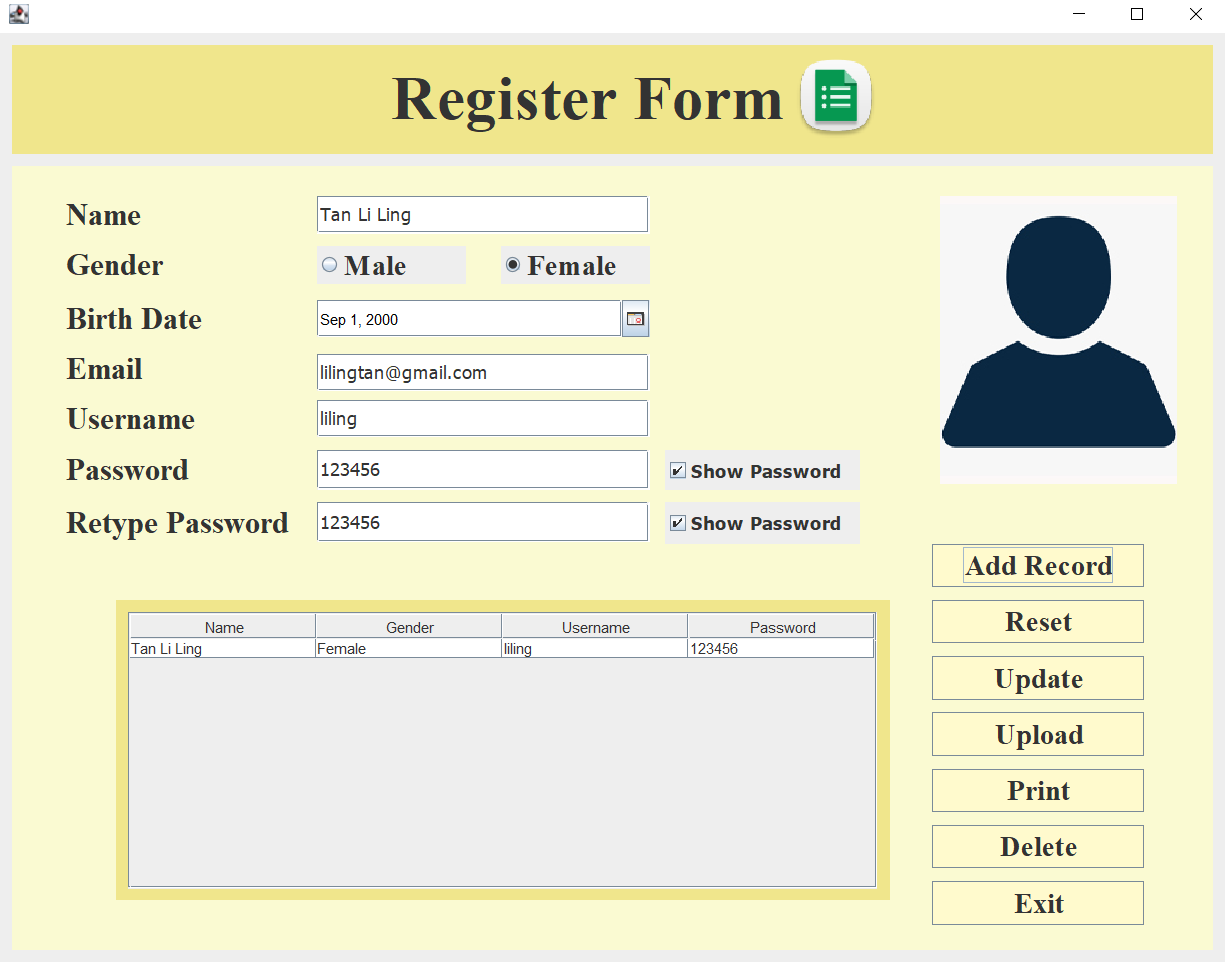 Register Form
Name Tan Li Ling
Gender Male Female
Birth Date Sep 1, 2000
Email lilingtan@gmail.com
Username liling
Password 123456 Show Password
Retype Password 123456 Show Password
Name Gender Username Password
Tan Li Ling Female liling 123456
Add Record
Reset
Update
Upload
Print
Delete
Exit